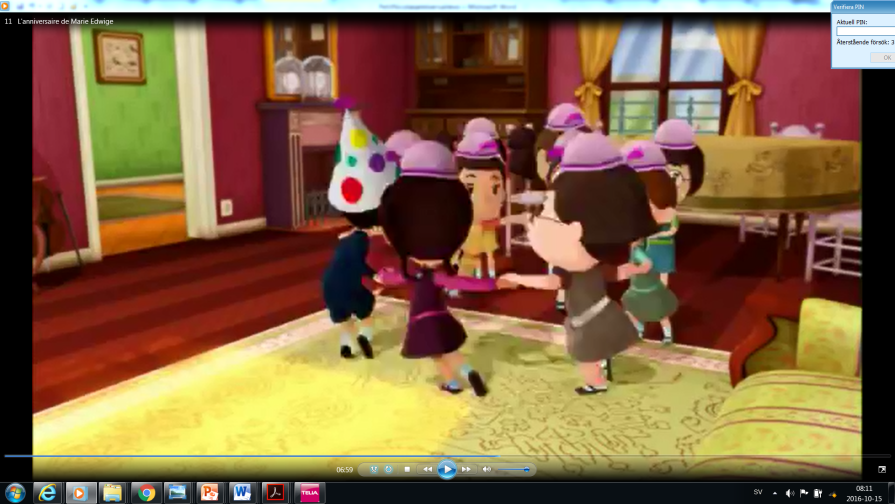 Verifiera PIN
11 L'anniversaire de Marie Edwige
Aktuell PIN:
Återstående försök: 3
OK
06:59
TELIA
SV
08:11
2016-10-15